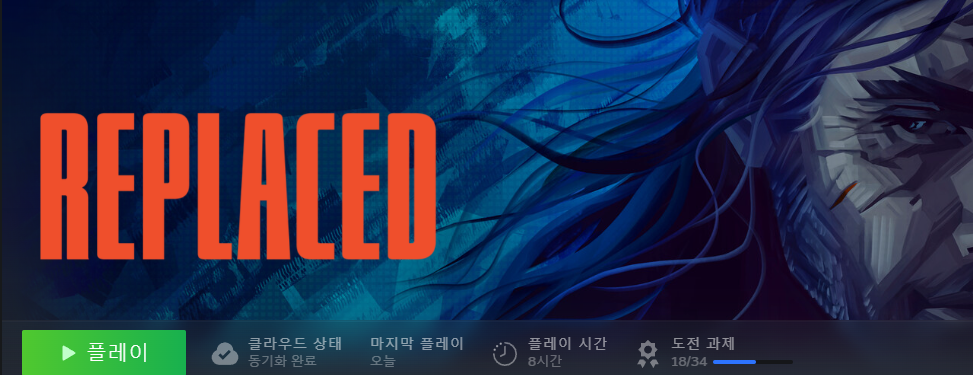 REPLACED
플레이
클라우드 상태
동기화 완료
마지막 플레이
오늘
플레이 시간
8시간
도전 과제
18/34